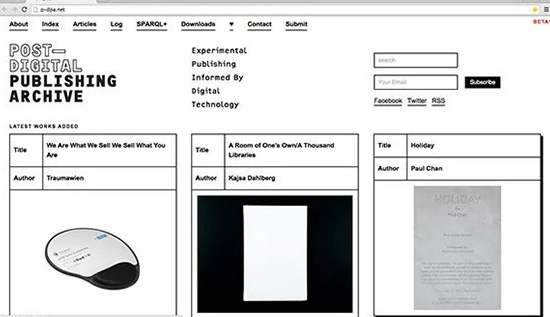 p-dpa.net
About Index Articles Log SPARQL+ Downloads ♥ Contact Submit
BETA
POST—
DIGITAL
PUBLISHING
ARCHIVE
Experimental
Publishing
Informed By
Digital
Technology
search
Your Email
Subscribe
Facebook Twitter RSS
LATEST WORKS ADDED
Title
We Are What We Sell We Sell What You
Are
Author
Traumawien
Title
A Room of One's Own/A Thousand
Libraries
Author
Kajsa Dahlberg
Title
Holiday
Author
Paul Chan
HOLIDAY
Paul Chan